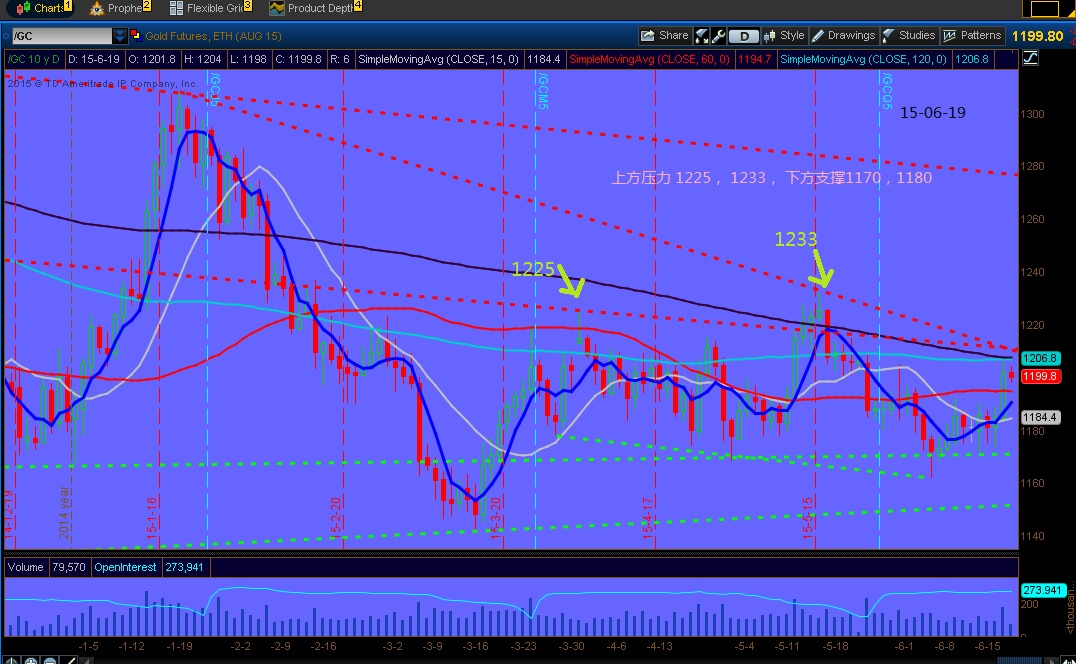 Charts 1 Prophe 2 Flexible Gri 3 Product Depth 4
/GC Gold Futures, ETH (AUG 15) Share D Style Drawings Studies Patterns 1199.80
/GC 10 y D D: 15-6-19 O: 1201.8 H: 1204 L: 1198 C: 1199.8 R: 6 SimpleMovingAvg (CLOSE, 15, 0) 1184.4 SimpleMovingAvg (CLOSE, 60, 0) 1194.7 SimpleMovingAvg (CLOSE, 120, 0) 1206.8
2015 © TD Ameritrade IP Company, Inc.
/GCM5
/GCQ5
15-06-19
上方压力 1225 ，1233 ，下方支撑1170 ，1180
1233
1225
1300
1280
1260
1240
1220
1206.8
1199.8
1184.4
1180
1160
1140
14-12-19
2014 year
15-1-16
15-2-20
15-3-20
15-4-17
15-5-15
Volume 79,570 OpenInterest 273,941
273,941
200
0
<thousan...
-1-5 -1-12 -1-19 -2-2 -2-9 -2-16 -3-2 -3-9 -3-16 -3-23 -3-30 -4-6 -4-13 -5-4 -5-11 -5-18 -6-1 -6-8 -6-15